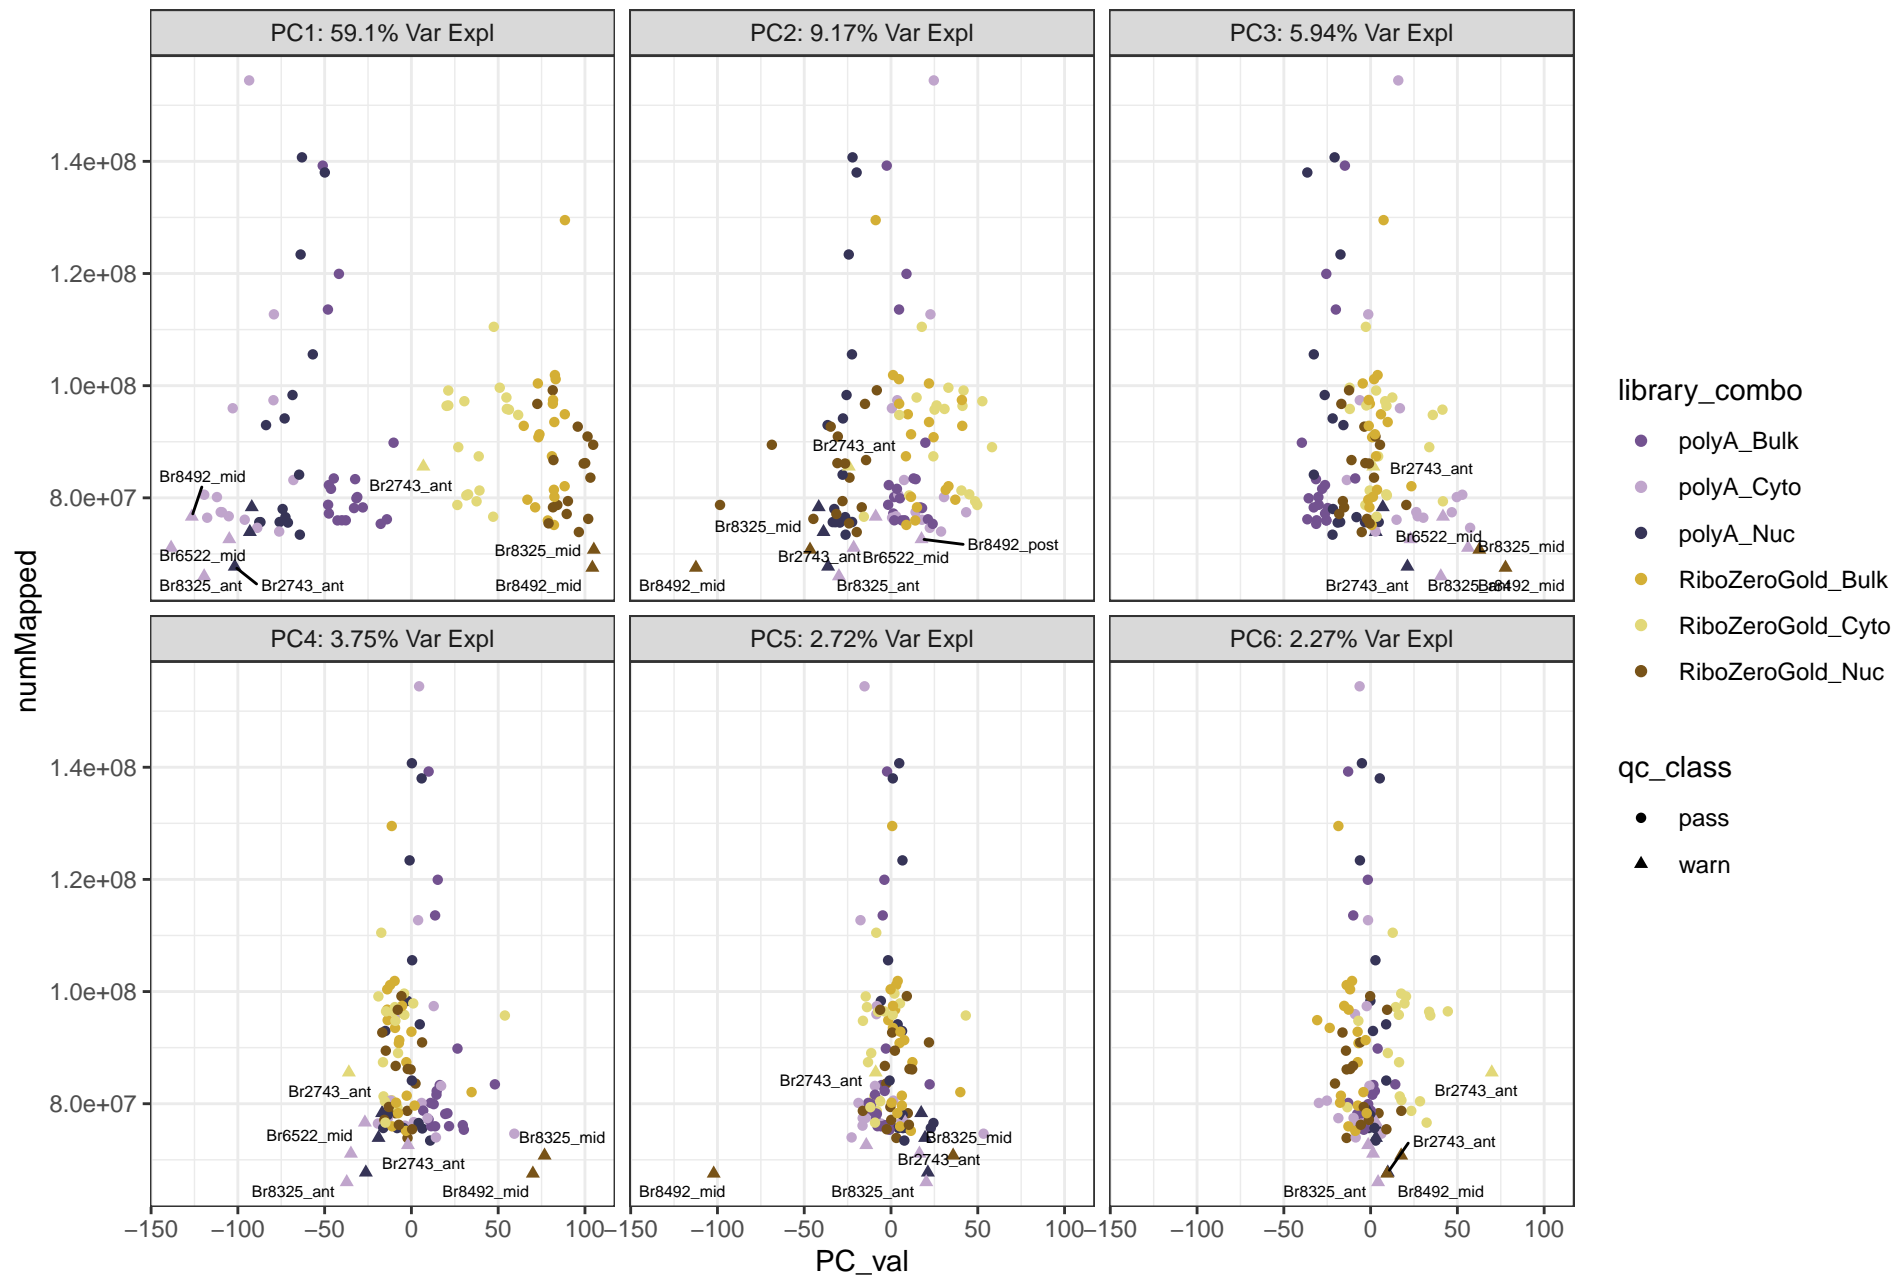 PC1: 59.1% Var Expl
PC2: 9.17% Var Expl
PC3: 5.94% Var Expl
1.4e+08
1.2e+08
1.0e+08
8.0e+07
Br8492_mid
Br2743_ant
Br6522_mid
Br8325_ant
Br2743_ant
Br8325_mid
Br8492_mid
Br2743_ant
Br8325_mid
Br2743_ant
Br6522_mid
Br8492_post
Br8492_mid
Br8325_ant
Br2743_ant
Br6522_mid
Br8325_mid
Br2743_ant
Br8325_ant
Br8492_mid
PC4: 3.75% Var Expl
PC5: 2.72% Var Expl
PC6: 2.27% Var Expl
1.4e+08
1.2e+08
1.0e+08
8.0e+07
Br2743_ant
Br6522_mid
Br8325_mid
Br2743_ant
Br8325_ant
Br8492_mid
Br2743_ant
Br8325_mid
Br2743_ant
Br8492_mid
Br8325_ant
Br2743_ant
Br2743_ant
Br8325_ant
Br8492_mid
−150 −100 −50 0 50 100
−150 −100 −50 0 50 100
−150 −100 −50 0 50 100
PC_val
numMapped
library_combo
polyA_Bulk
polyA_Cyto
polyA_Nuc
RiboZeroGold_Bulk
RiboZeroGold_Cyto
RiboZeroGold_Nuc
qc_class
pass
warn